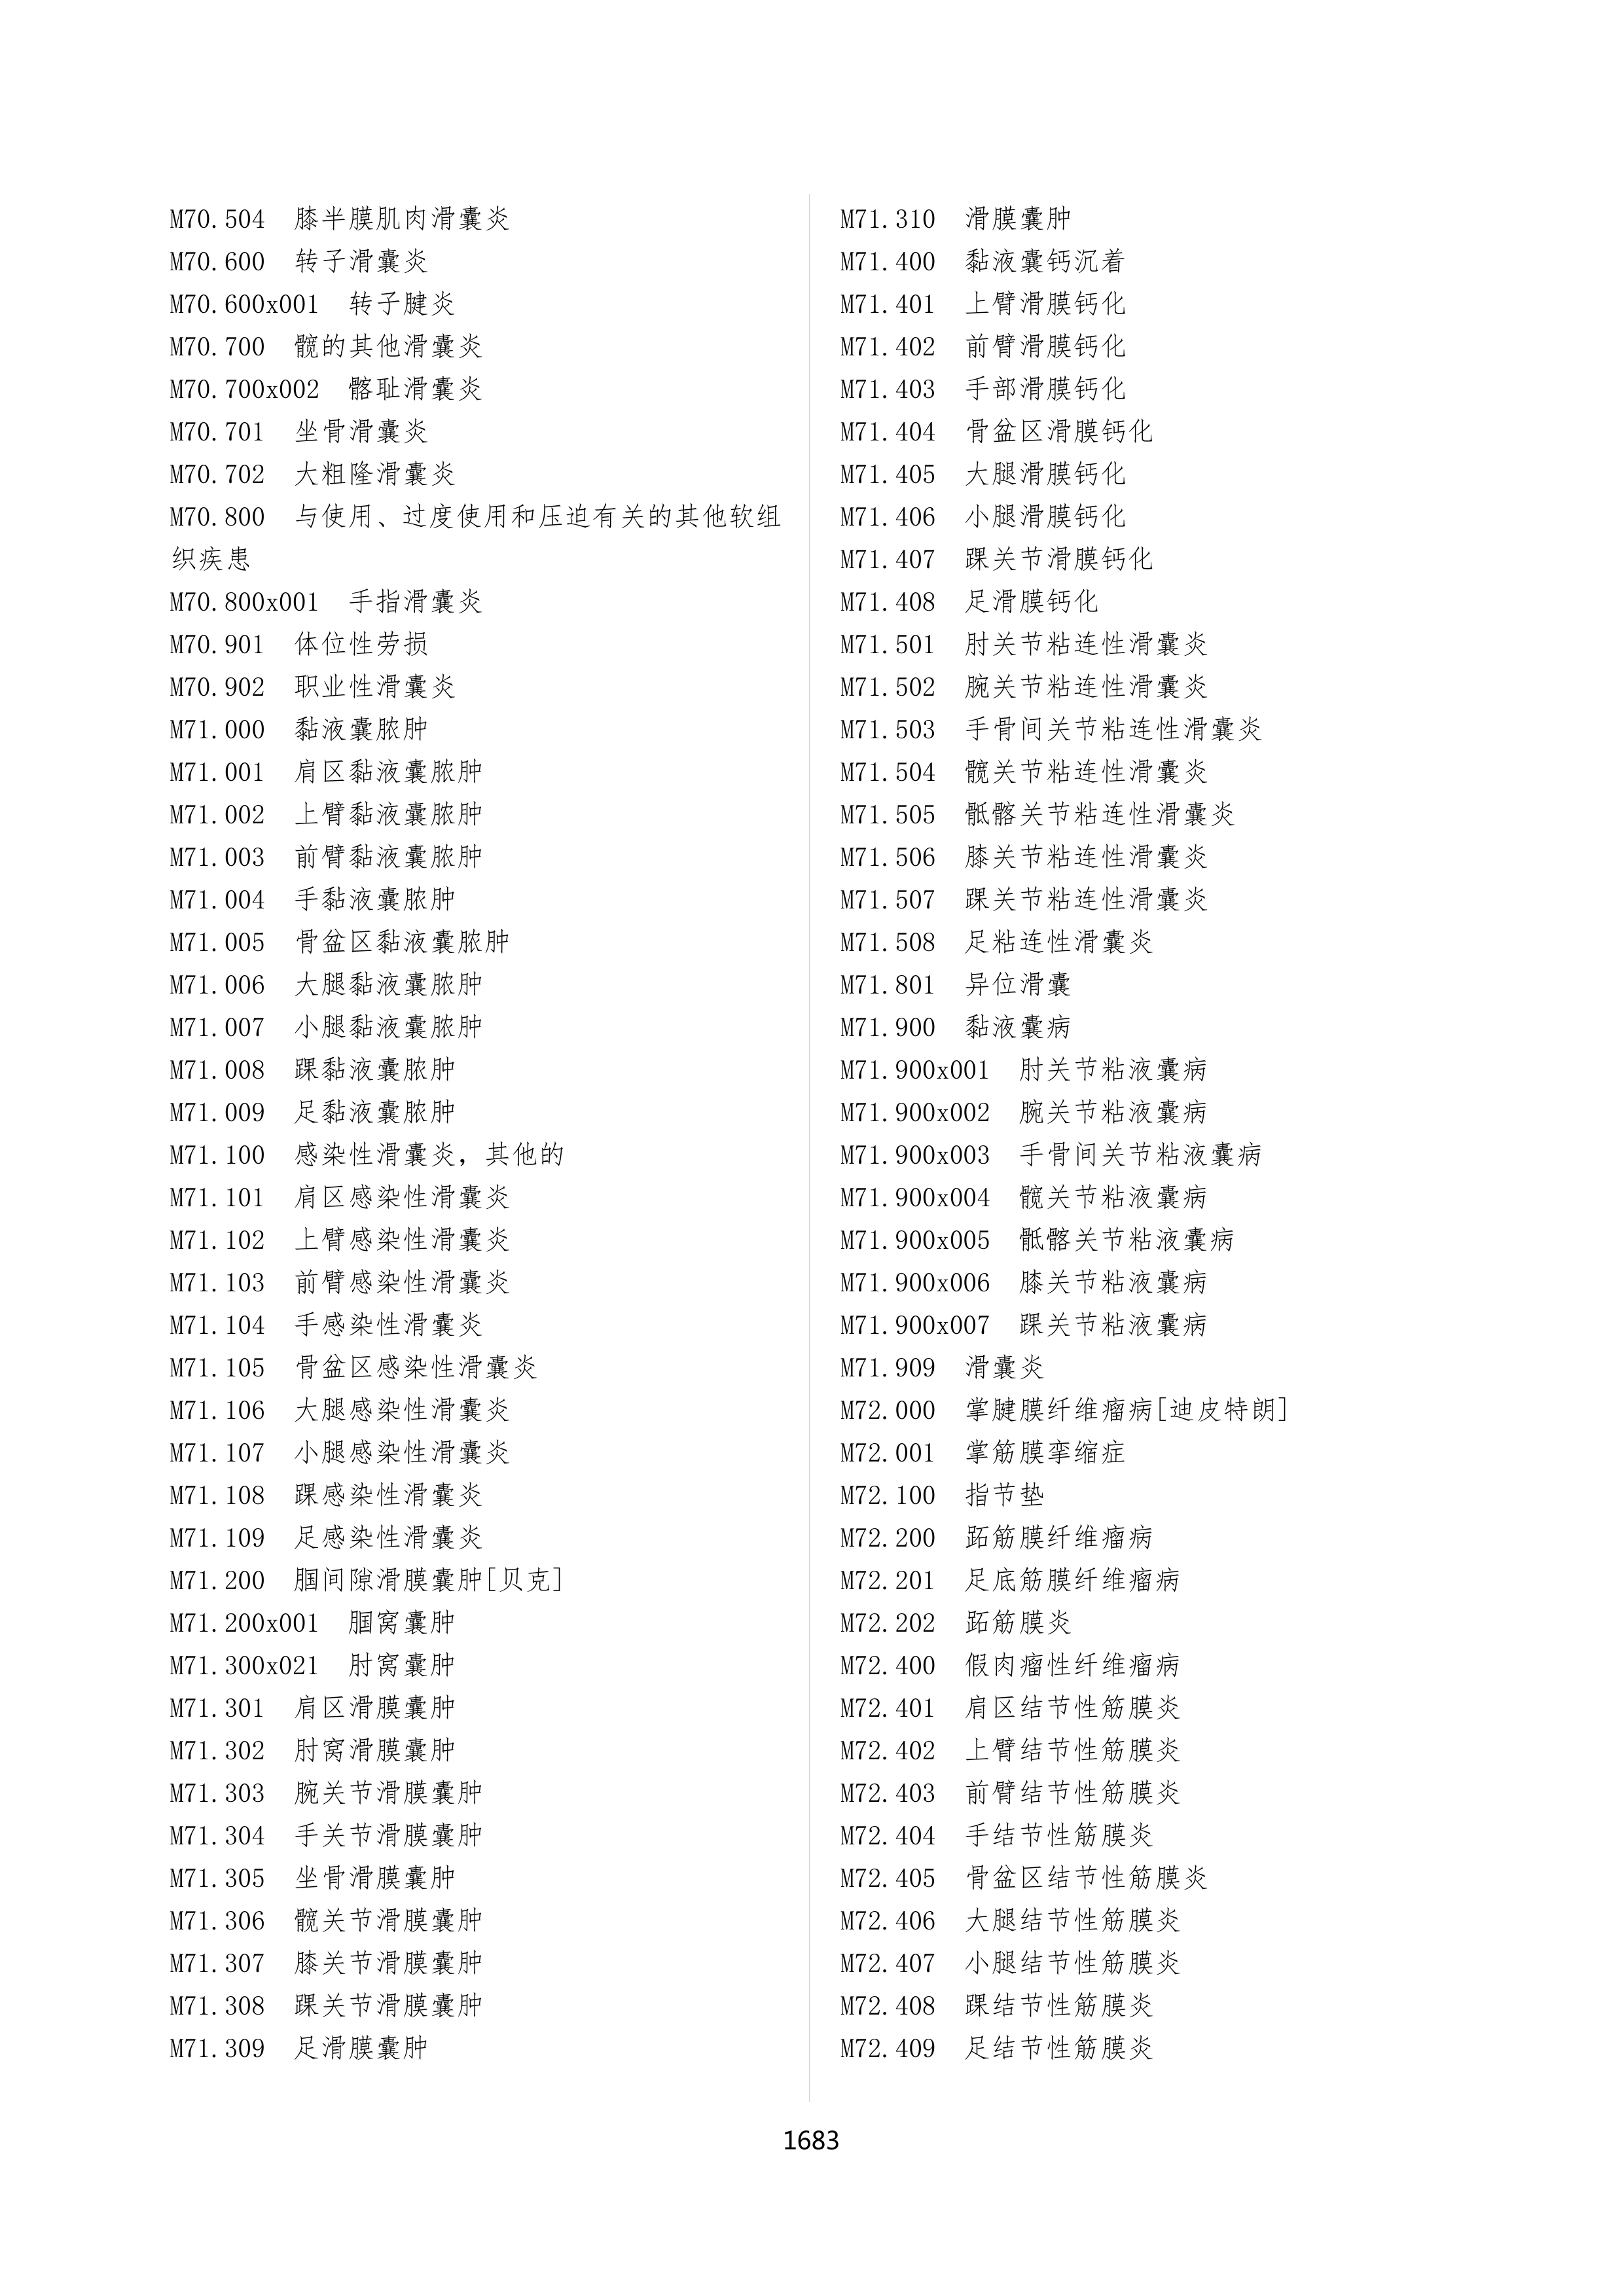 M70.504 膝半膜肌肉滑囊炎
M70.600 转子滑囊炎
M70.600x001 转子腱炎
M70.700 髋的其他滑囊炎
M70.700x002 髂耻滑囊炎
M70.701 坐骨滑囊炎
M70.702 大粗隆滑囊炎
M70.800 与使用、过度使用和压迫有关的其他软组
织疾患
M70.800x001 手指滑囊炎
M70.901 体位性劳损
M70.902 职业性滑囊炎
M71.000 黏液囊脓肿
M71.001 肩区黏液囊脓肿
M71.002 上臂黏液囊脓肿
M71.003 前臂黏液囊脓肿
M71.004 手黏液囊脓肿
M71.005 骨盆区黏液囊脓肿
M71.006 大腿黏液囊脓肿
M71.007 小腿黏液囊脓肿
M71.008 踝黏液囊脓肿
M71.009 足黏液囊脓肿
M71.100 感染性滑囊炎，其他的
M71.101 肩区感染性滑囊炎
M71.102 上臂感染性滑囊炎
M71.103 前臂感染性滑囊炎
M71.104 手感染性滑囊炎
M71.105 骨盆区感染性滑囊炎
M71.106 大腿感染性滑囊炎
M71.107 小腿感染性滑囊炎
M71.108 踝感染性滑囊炎
M71.109 足感染性滑囊炎
M71.200 腘间隙滑膜囊肿[贝克]
M71.200x001 腘窝囊肿
M71.300x021 肘窝囊肿
M71.301 肩区滑膜囊肿
M71.302 肘窝滑膜囊肿
M71.303 腕关节滑膜囊肿
M71.304 手关节滑膜囊肿
M71.305 坐骨滑膜囊肿
M71.306 髋关节滑膜囊肿
M71.307 膝关节滑膜囊肿
M71.308 踝关节滑膜囊肿
M71.309 足滑膜囊肿
M71.310 滑膜囊肿
M71.400 黏液囊钙沉着
M71.401 上臂滑膜钙化
M71.402 前臂滑膜钙化
M71.403 手部滑膜钙化
M71.404 骨盆区滑膜钙化
M71.405 大腿滑膜钙化
M71.406 小腿滑膜钙化
M71.407 踝关节滑膜钙化
M71.408 足滑膜钙化
M71.501 肘关节粘连性滑囊炎
M71.502 腕关节粘连性滑囊炎
M71.503 手骨间关节粘连性滑囊炎
M71.504 髋关节粘连性滑囊炎
M71.505 骶髂关节粘连性滑囊炎
M71.506 膝关节粘连性滑囊炎
M71.507 踝关节粘连性滑囊炎
M71.508 足粘连性滑囊炎
M71.801 异位滑囊
M71.900 黏液囊病
M71.900x001 肘关节粘液囊病
M71.900x002 腕关节粘液囊病
M71.900x003 手骨间关节粘液囊病
M71.900x004 髋关节粘液囊病
M71.900x005 骶髂关节粘液囊病
M71.900x006 膝关节粘液囊病
M71.900x007 踝关节粘液囊病
M71.909 滑囊炎
M72.000 掌腱膜纤维瘤病[迪皮特朗]
M72.001 掌筋膜挛缩症
M72.100 指节垫
M72.200 跖筋膜纤维瘤病
M72.201 足底筋膜纤维瘤病
M72.202 跖筋膜炎
M72.400 假肉瘤性纤维瘤病
M72.401 肩区结节性筋膜炎
M72.402 上臂结节性筋膜炎
M72.403 前臂结节性筋膜炎
M72.404 手结节性筋膜炎
M72.405 骨盆区结节性筋膜炎
M72.406 大腿结节性筋膜炎
M72.407 小腿结节性筋膜炎
M72.408 踝结节性筋膜炎
M72.409 足结节性筋膜炎
1683